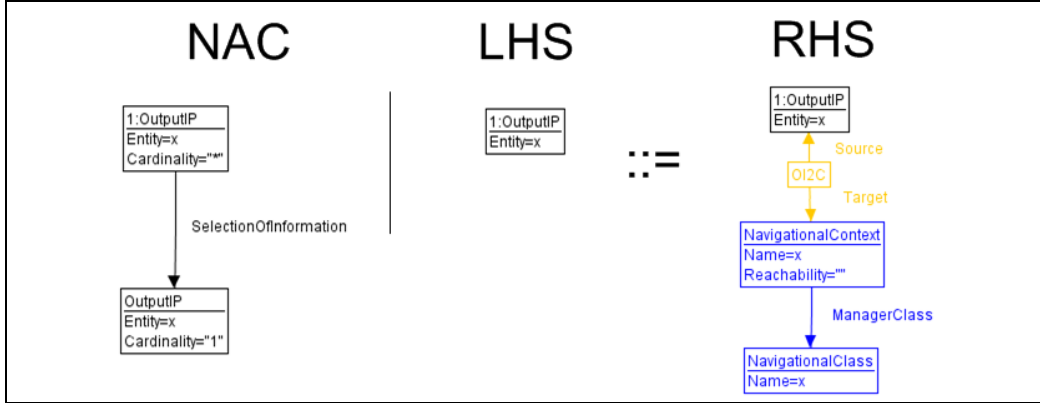 NAC
LHS
RHS
1:OutputIP
Entity=x
Cardinality="*"
SelectionOfInformation
OutputIP
Entity=x
Cardinality="1"
1:OutputIP
Entity=x
::=
1:OutputIP
Entity=x
Source
OI2C
Target
NavigationalContext
Name=x
Reachability=""
ManagerClass
NavigationalClass
Name=x